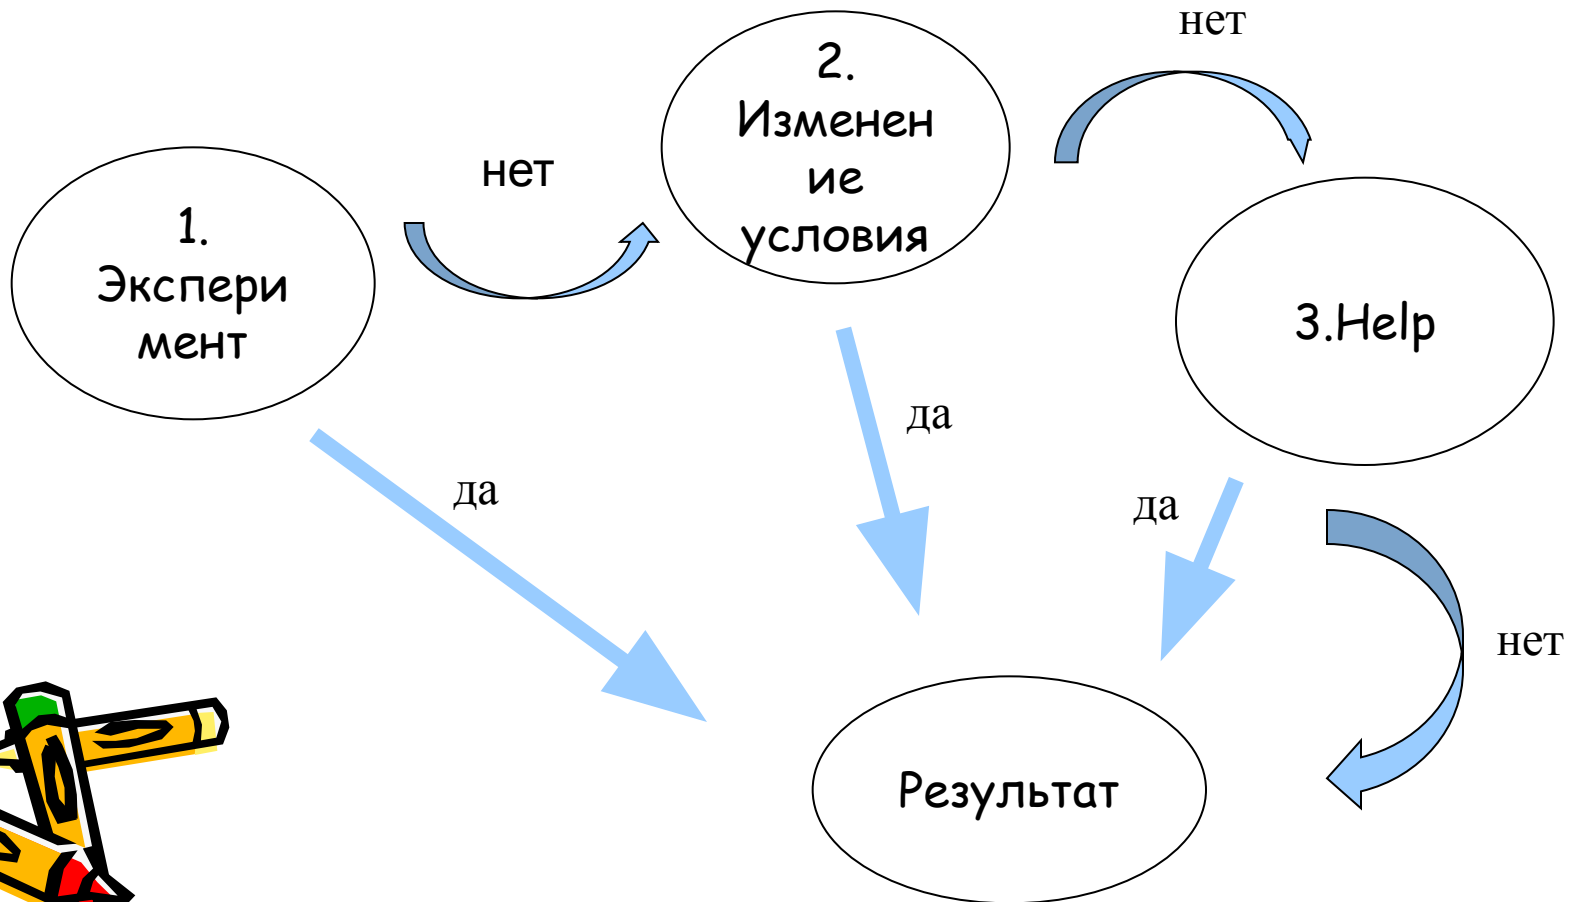 нет
2.
Изменен
ие
условия
нет
1.
Экспери
мент
3.Help
да
да
да
нет
Результат